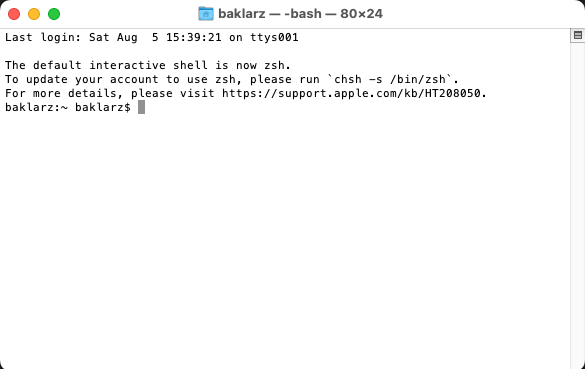 baklarz — -bash — 80×24
Last login: Sat Aug  5 15:39:21 on ttys001
The default interactive shell is now zsh.
To update your account to use zsh, please run `chsh -s /bin/zsh`.
For more details, please visit https://support.apple.com/kb/HT208050.
baklarz:~ baklarz$